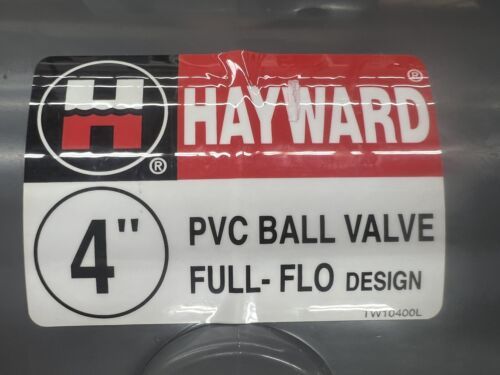 H ®
HAYWARD ®
4"
PVC BALL VALVE
FULL- FLO DESIGN
TW10400L